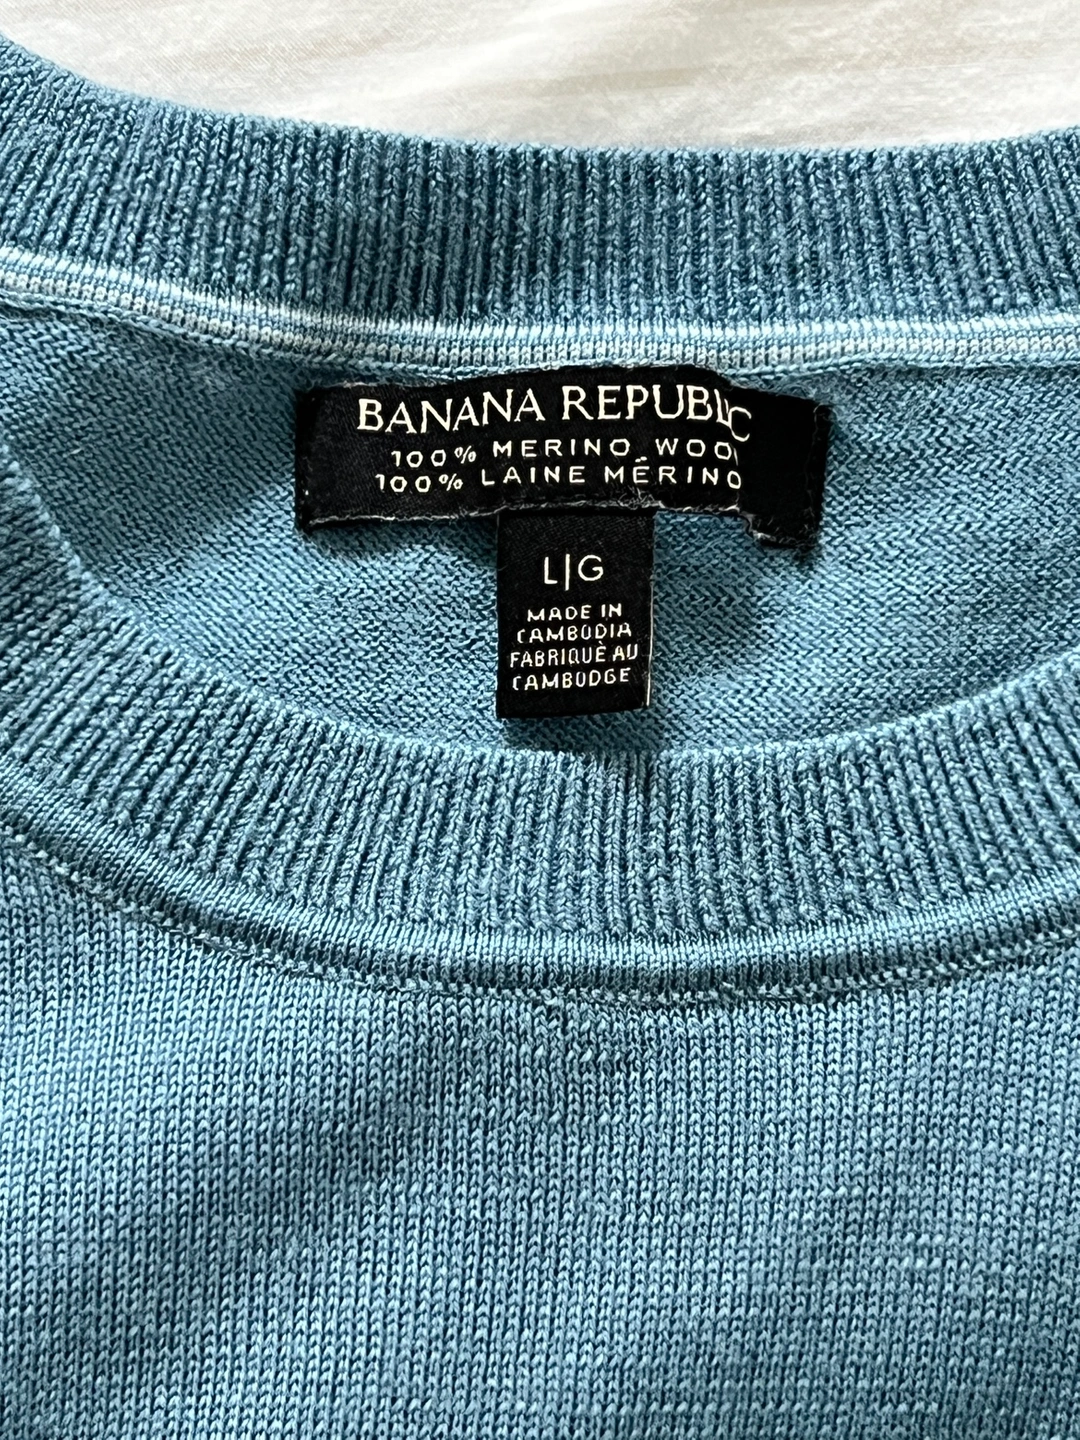 BANANA REPUBLIC
100% MERINO WOOL
100% LAINE MÉRINO
L|G
MADE IN
CAMBODIA
FABRIQUÉ AU
CAMBODGE